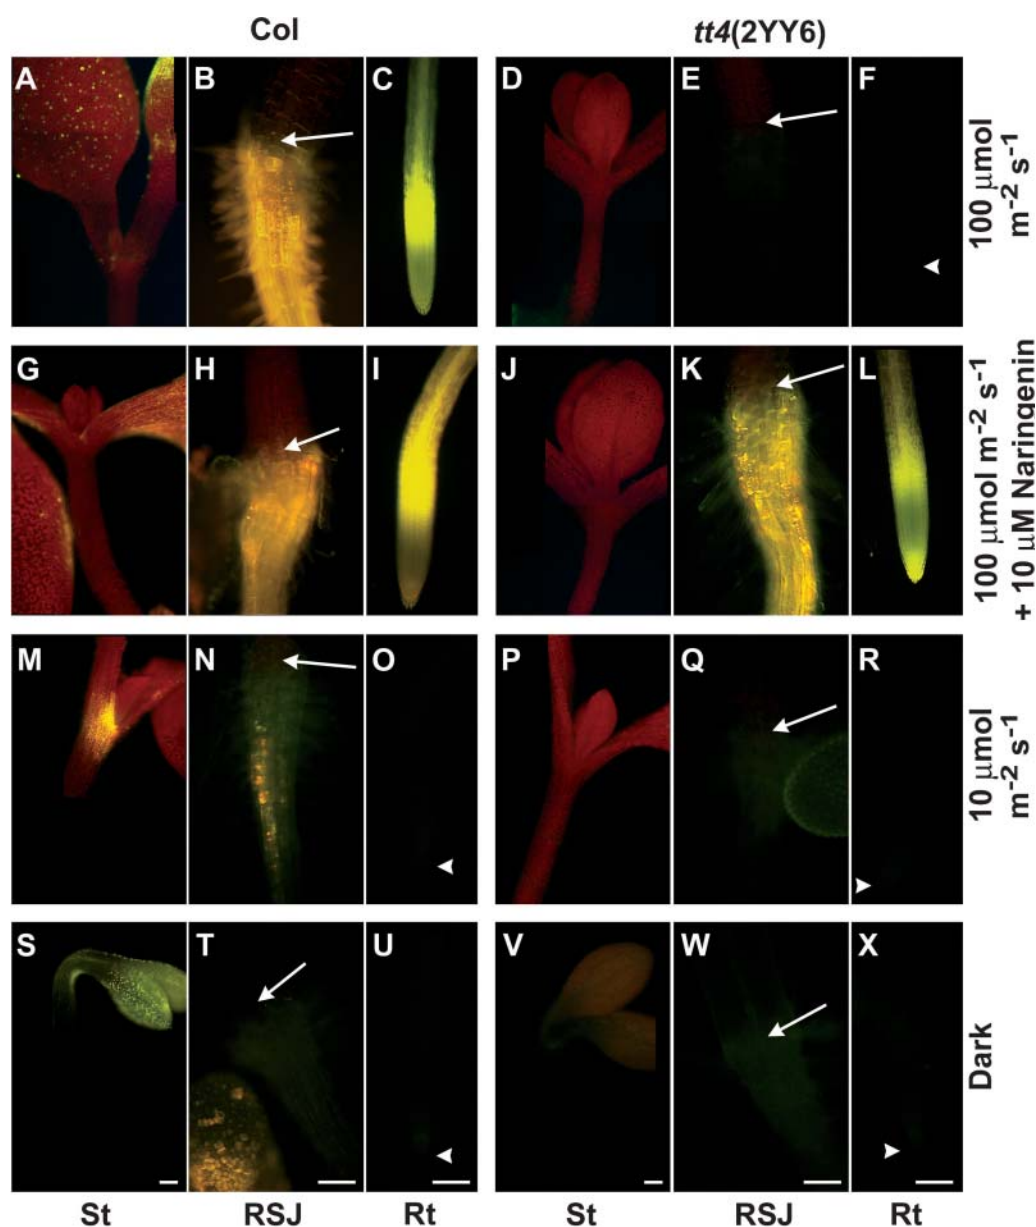 Col
tt4(2YY6)
A B C D E F
100 μmol
m⁻² s⁻¹
G H I J K L
100 μmol m⁻² s⁻¹
+ 10 μM Naringenin
M N O P Q R
10 μmol
m⁻² s⁻¹
S T U V W X
Dark
St RSJ Rt St RSJ Rt